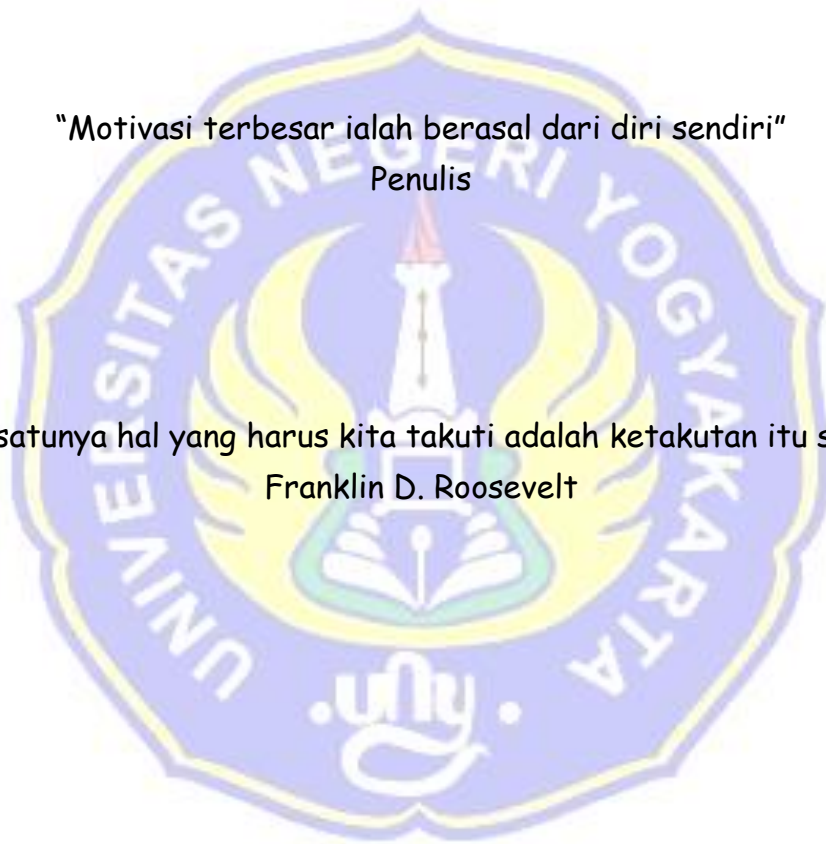 “Motivasi terbesar ialah berasal dari diri sendiri”
Penulis
satunya hal yang harus kita takuti adalah ketakutan itu s
Franklin D. Roosevelt
UNIVERSITAS NEGERI YOGYAKARTA
.uny.